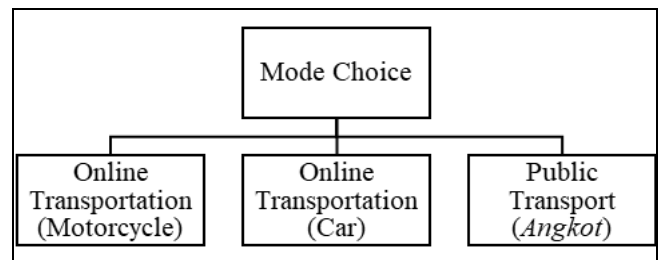 Mode Choice
Online
Transportation
(Motorcycle)
Online
Transportation
(Car)
Public
Transport
(Angkot)